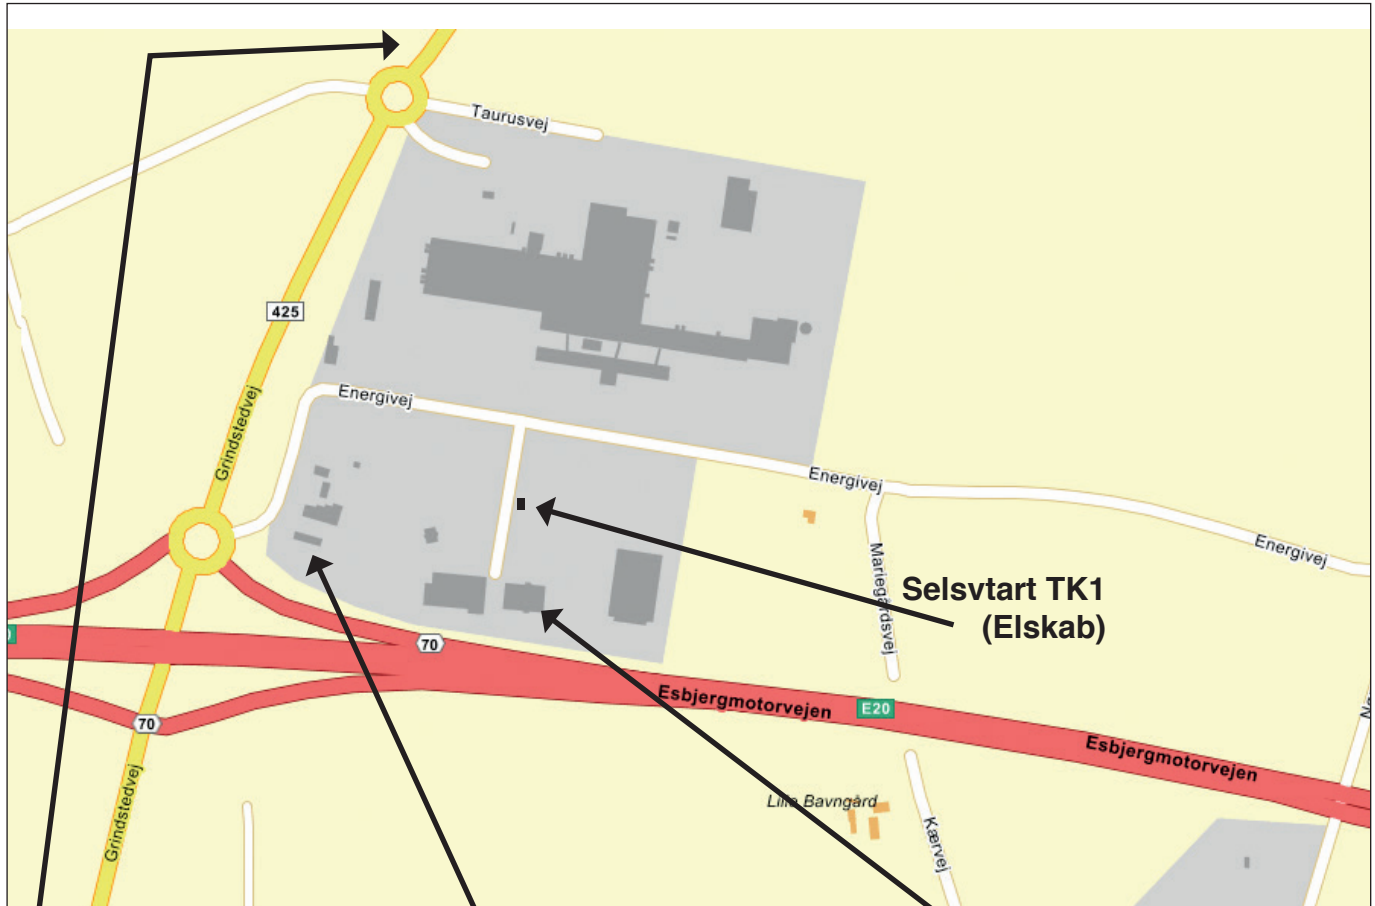 Taurusvej
425
Energivej
Grindstedvej
Energivej
Energivej
Mariegårdsvej
Selsvtart TK1
(Elskab)
70
Esbjergmotorvejen
E20
70
Esbjergmotorvejen
Lille Bavngård
Grindstedvej
Kærvej